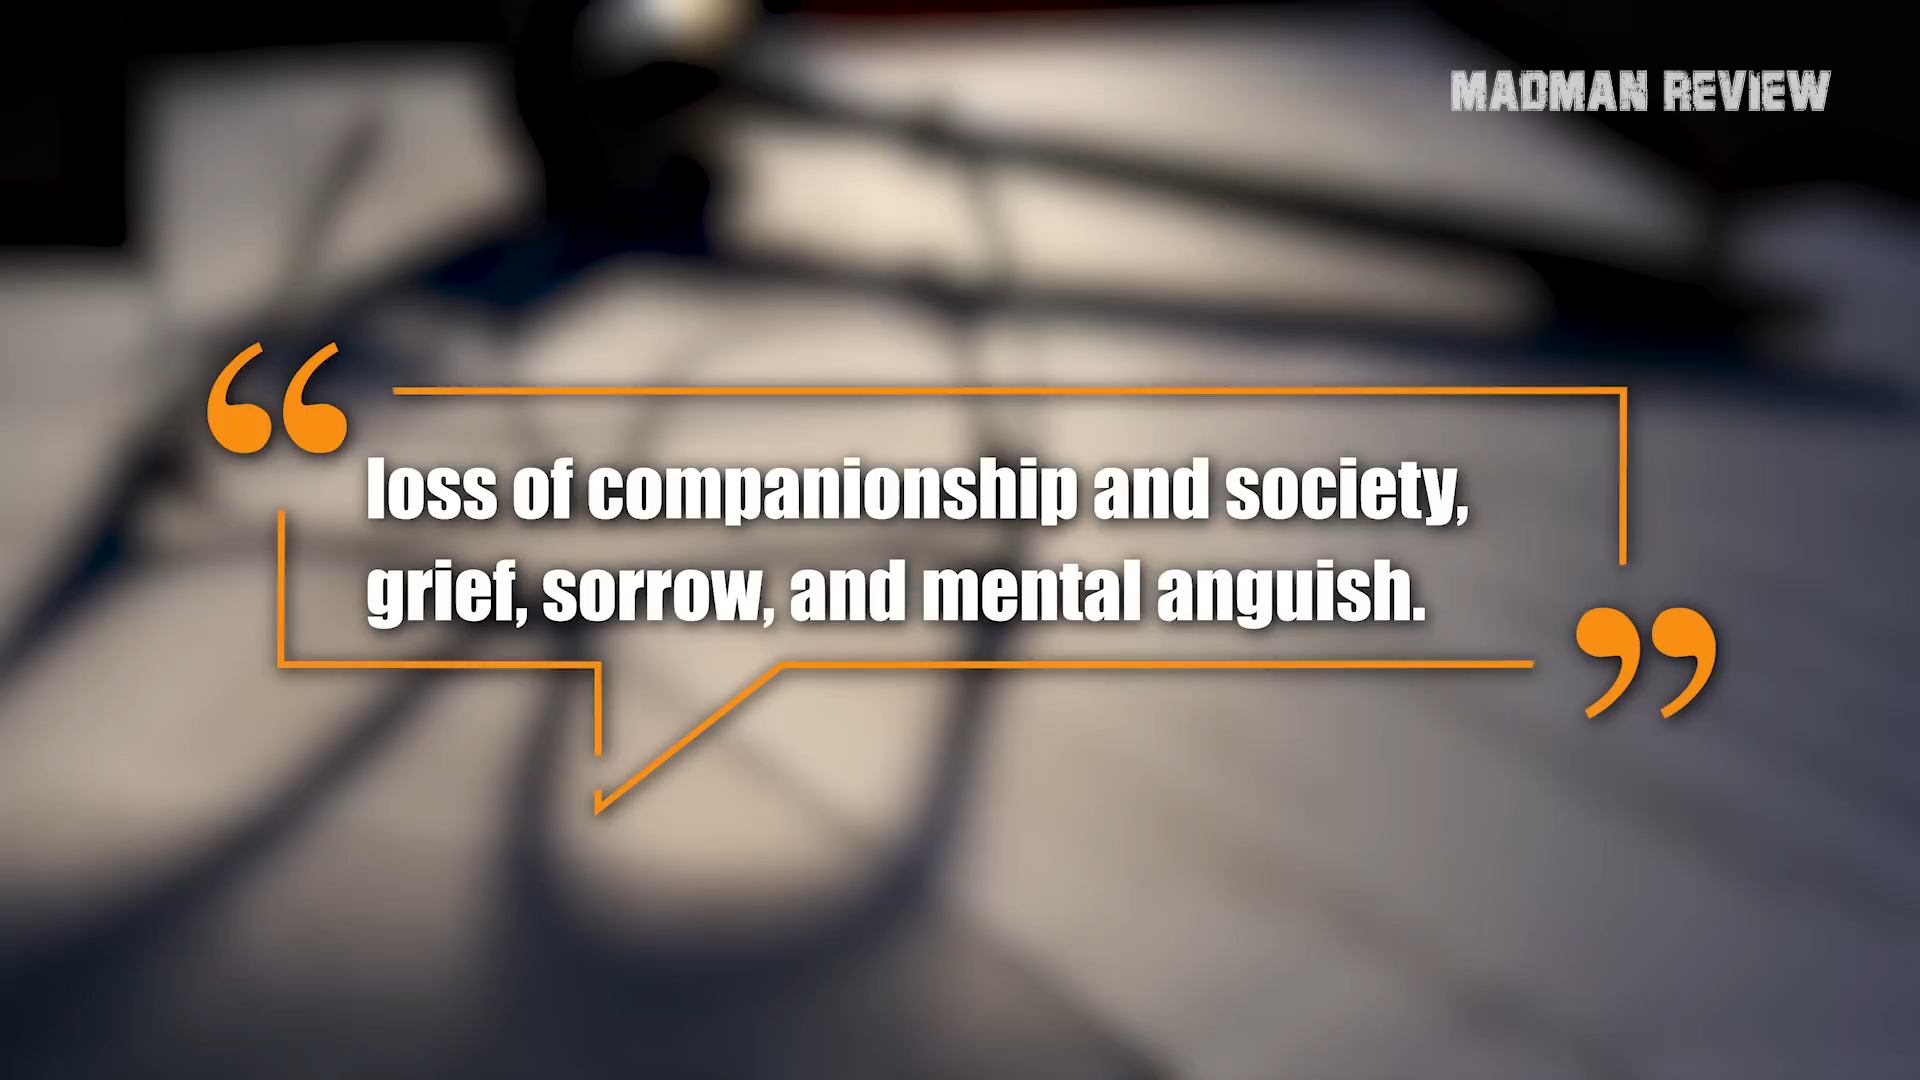 MADMAN REVIEW
“loss of companionship and society,
grief, sorrow, and mental anguish.”